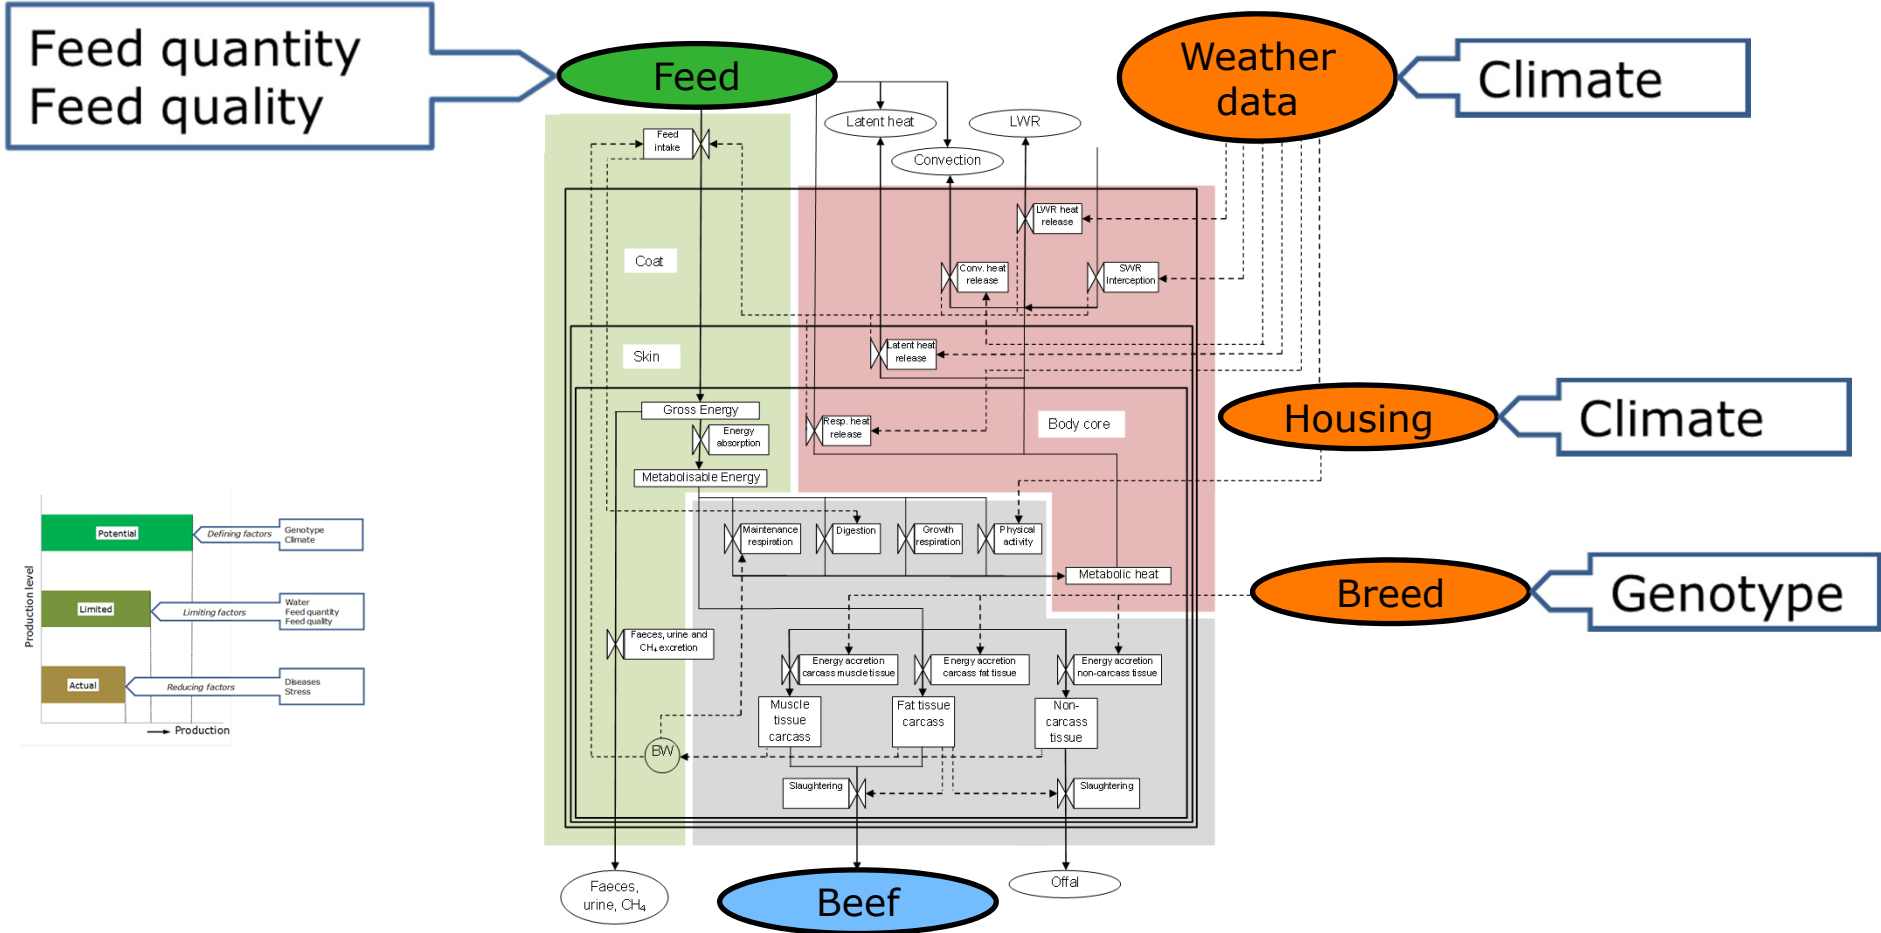 Feed quantity
Feed quality
Feed
Weather
data
Climate
Latent heat
LWR
Convection
Feed
intake
LWR heat
release
Coat
Conv. heat
release
SWR
Interception
Skin
Latent heat
release
Gross Energy
Energy
absorption
Resp. heat
release
Body core
Housing
Climate
Metabolisable Energy
Maintenance
respiration
Digestion
Growth
respiration
Physical
activity
Metabolic heat
Breed
Genotype
Faeces, urine and
CH₄ excretion
Energy accretion
carcass muscle tissue
Energy accretion
carcass fat tissue
Energy accretion
non-carcass tissue
Muscle
tissue
carcass
Fat tissue
carcass
Non-
carcass
tissue
BW
Slaughtering
Slaughtering
Faeces,
urine, CH₄
Beef
Offal
Production level
Potential
Defining factors
Genotype
Climate
Limited
Limiting factors
Water
Feed quantity
Feed quality
Actual
Reducing factors
Diseases
Stress
Production